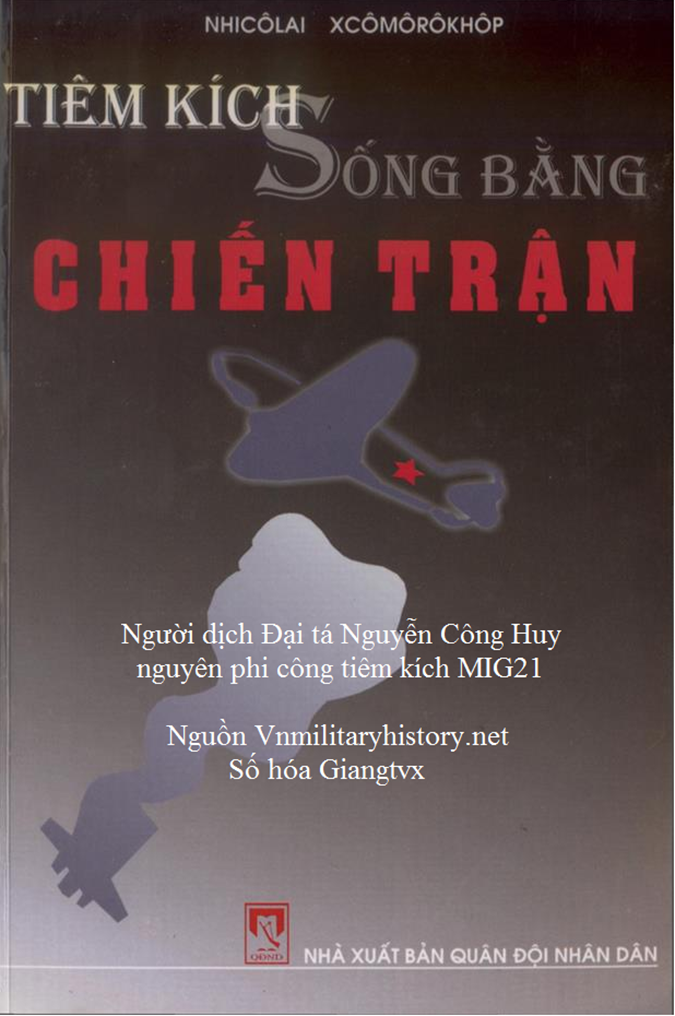 NHICÔLAI XCÔMÔRÔKHÔP
TIÊM KÍCH
SỐNG BẰNG
CHIẾN TRẬN
Người dịch Đại tá Nguyễn Công Huy
nguyên phi công tiêm kích MIG21
Nguồn Vnmilitaryhistory.net
Số hóa Giangtvx
QĐND
NHÀ XUẤT BẢN QUÂN ĐỘI NHÂN DÂN